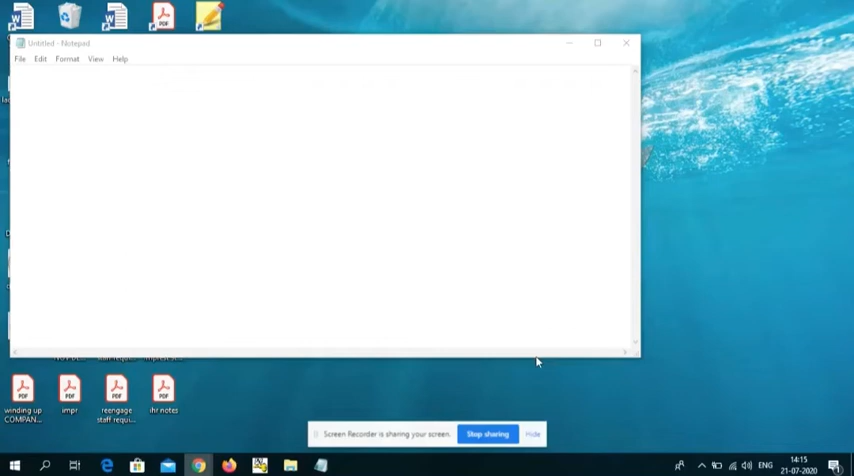 Untitled - Notepad
File Edit Format View Help
winding up
COMPAN...
impr
reengage
staff requi...
ihr notes
Screen Recorder is sharing your screen.
Stop sharing
Hide
ENG
14:15
21-07-2020